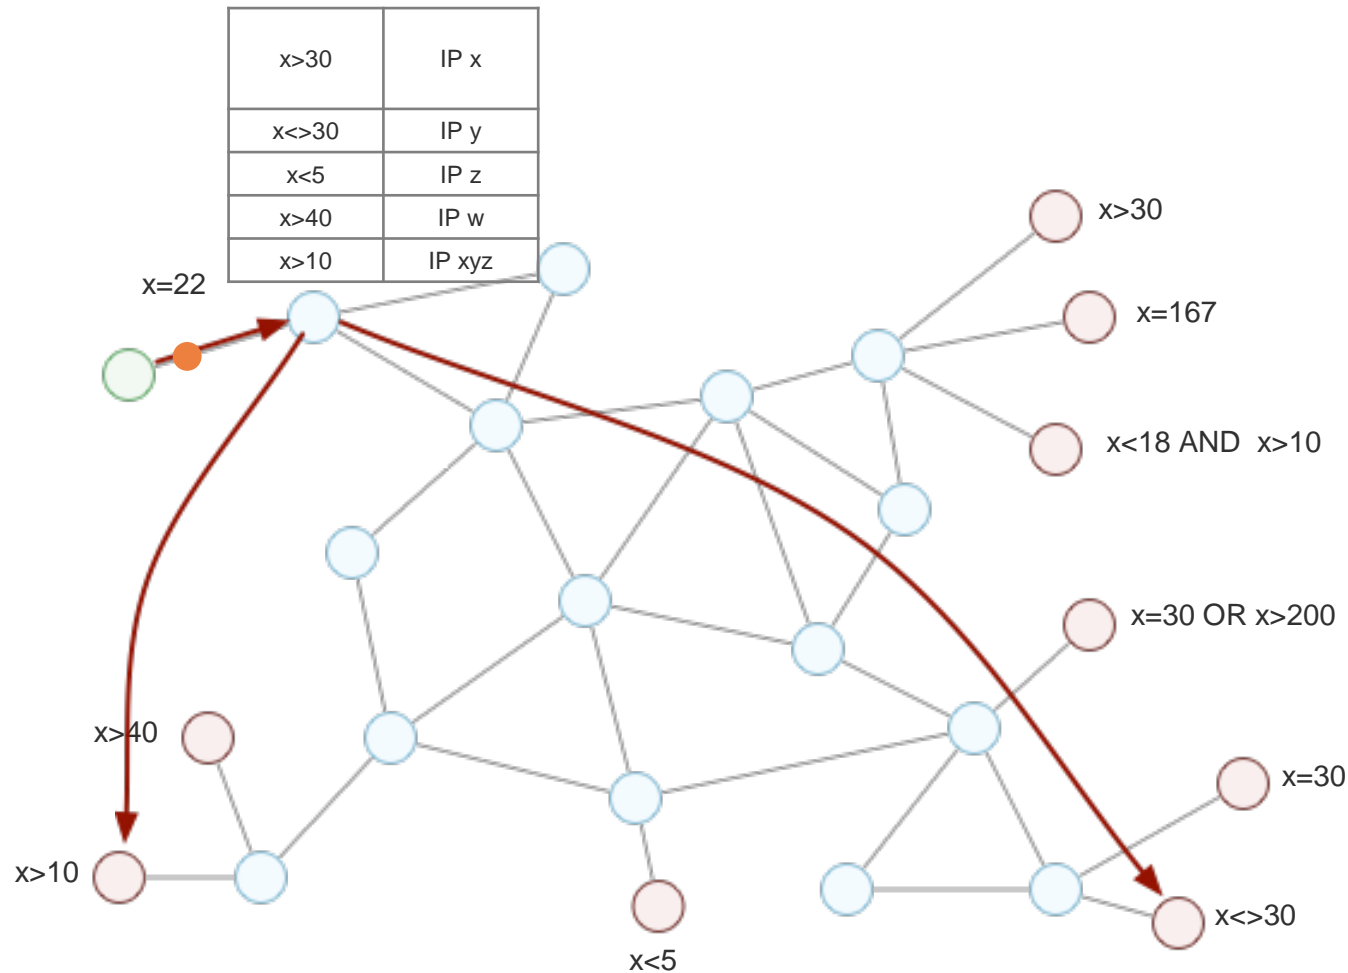 x>30 IP x
x<>30 IP y
x<5 IP z
x>40 IP w
x>10 IP xyz
x=22
x>30
x=167
x<18 AND  x>10
x=30 OR x>200
x>40
x=30
x>10
x<>30
x<5